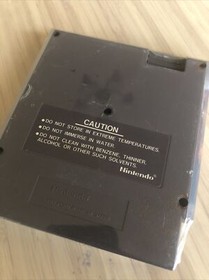 CAUTION
•DO NOT STORE IN EXTREME TEMPERATURES.
•DO NOT IMMERSE IN WATER.
•DO NOT CLEAN WITH BENZENE, THINNER,
ALCOHOL OR OTHER SUCH SOLVENTS.
Nintendo